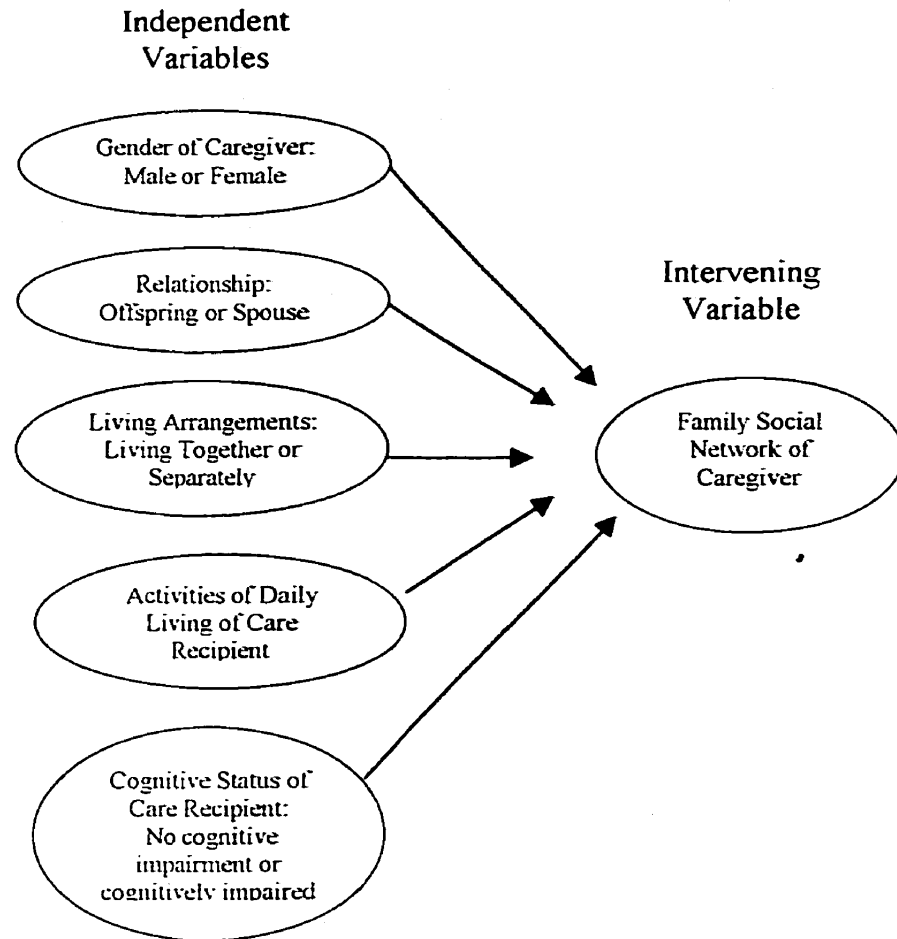 Independent
Variables
Gender of Caregiver:
Male or Female
Relationship:
Offspring or Spouse
Living Arrangements:
Living Together or
Separately
Activities of Daily
Living of Care
Recipient
Cognitive Status of
Care Recipient:
No cognitive
impairment or
cognitively impaired
Intervening
Variable
Family Social
Network of
Caregiver